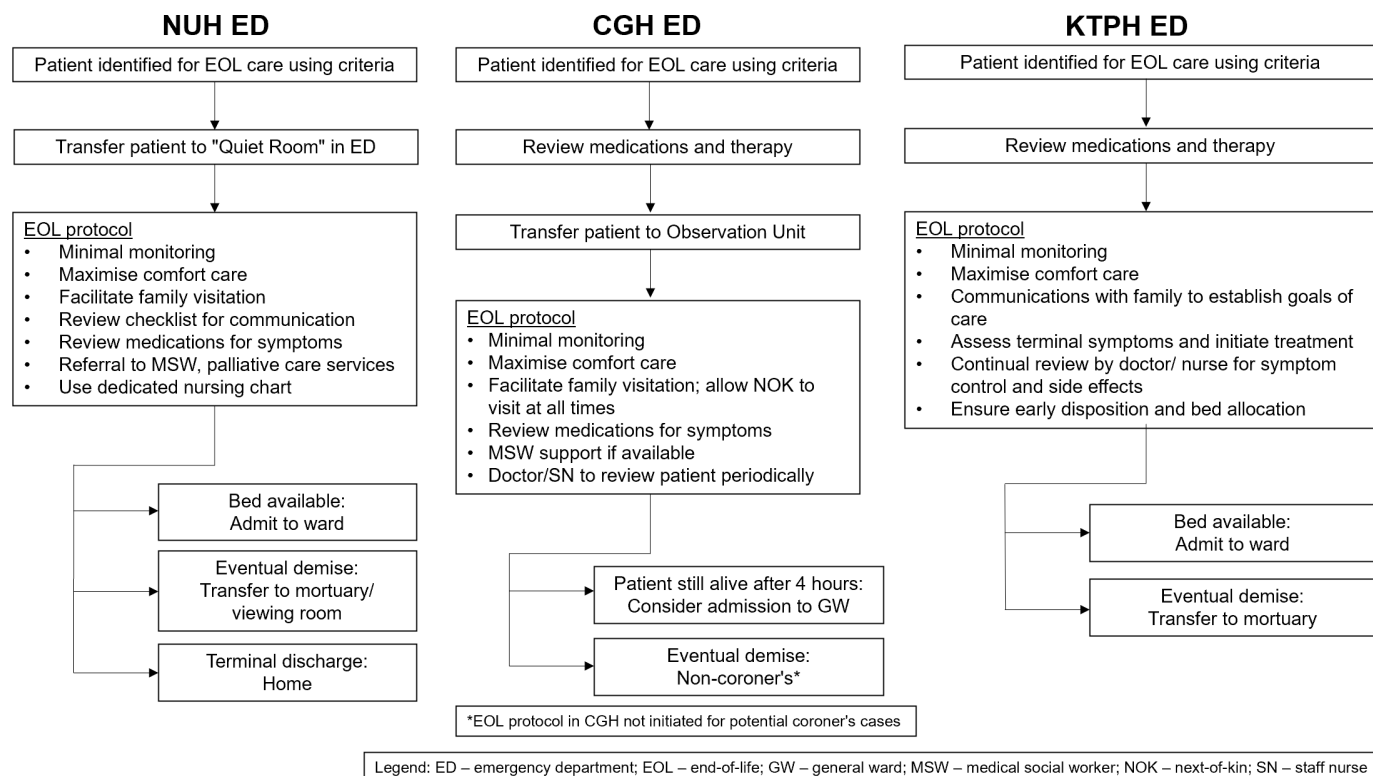 NUH ED
Patient identified for EOL care using criteria
Transfer patient to "Quiet Room" in ED
EOL protocol
• Minimal monitoring
• Maximise comfort care
• Facilitate family visitation
• Review checklist for communication
• Review medications for symptoms
• Referral to MSW, palliative care services
• Use dedicated nursing chart
Bed available:
Admit to ward
Eventual demise:
Transfer to mortuary/
viewing room
Terminal discharge:
Home
CGH ED
Patient identified for EOL care using criteria
Review medications and therapy
Transfer patient to Observation Unit
EOL protocol
• Minimal monitoring
• Maximise comfort care
• Facilitate family visitation; allow NOK to
visit at all times
• Review medications for symptoms
• MSW support if available
• Doctor/SN to review patient periodically
Patient still alive after 4 hours:
Consider admission to GW
Eventual demise:
Non-coroner's*
*EOL protocol in CGH not initiated for potential coroner's cases
KTPH ED
Patient identified for EOL care using criteria
Review medications and therapy
EOL protocol
• Minimal monitoring
• Maximise comfort care
• Communications with family to establish goals of
care
• Assess terminal symptoms and initiate treatment
• Continual review by doctor/ nurse for symptom
control and side effects
• Ensure early disposition and bed allocation
Bed available:
Admit to ward
Eventual demise:
Transfer to mortuary
Legend: ED – emergency department; EOL – end-of-life; GW – general ward; MSW – medical social worker; NOK – next-of-kin; SN – staff nurse